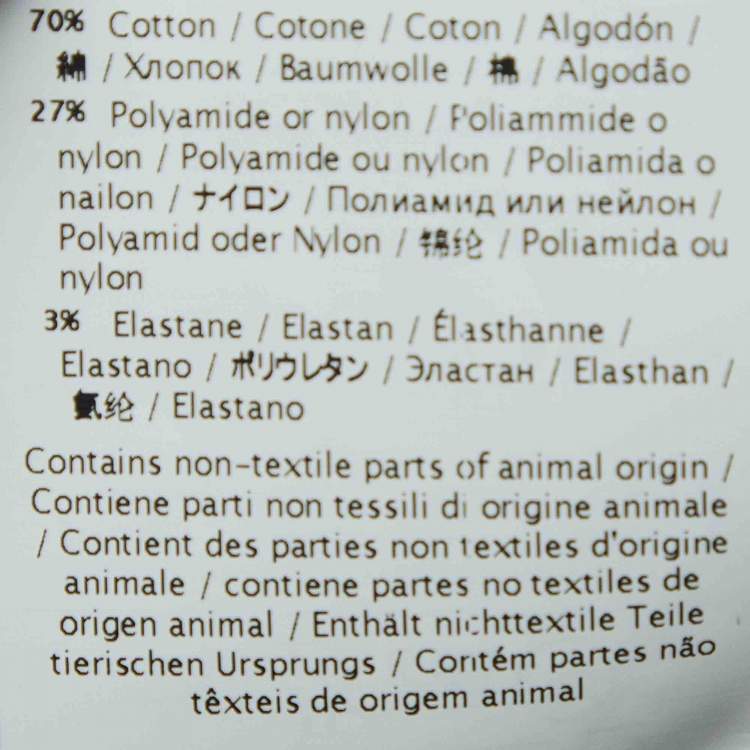 70% Cotton / Cotone / Coton / Algodón /
綿 / Хлопок / Baumwolle / 棉 / Algodão
27% Polyamide or nylon / Poliammide o
nylon / Polyamide ou nylon / Poliamida o
nailon / ナイロン / Полиамид или нейлон /
Polyamid oder Nylon / 锦纶 / Poliamida ou
nylon
3% Elastane / Elastan / Élasthanne /
Elastano / ポリウレタン / Эластан / Elasthan /
氨纶 / Elastano
Contains non-textile parts of animal origin /
Contiene parti non tessili di origine animale
/ Contient des parties non textiles d'origine
animale / contiene partes no textiles de
origen animal / Enthält nichttextile Teile
tierischen Ursprungs / Contém partes não
têxteis de origem animal